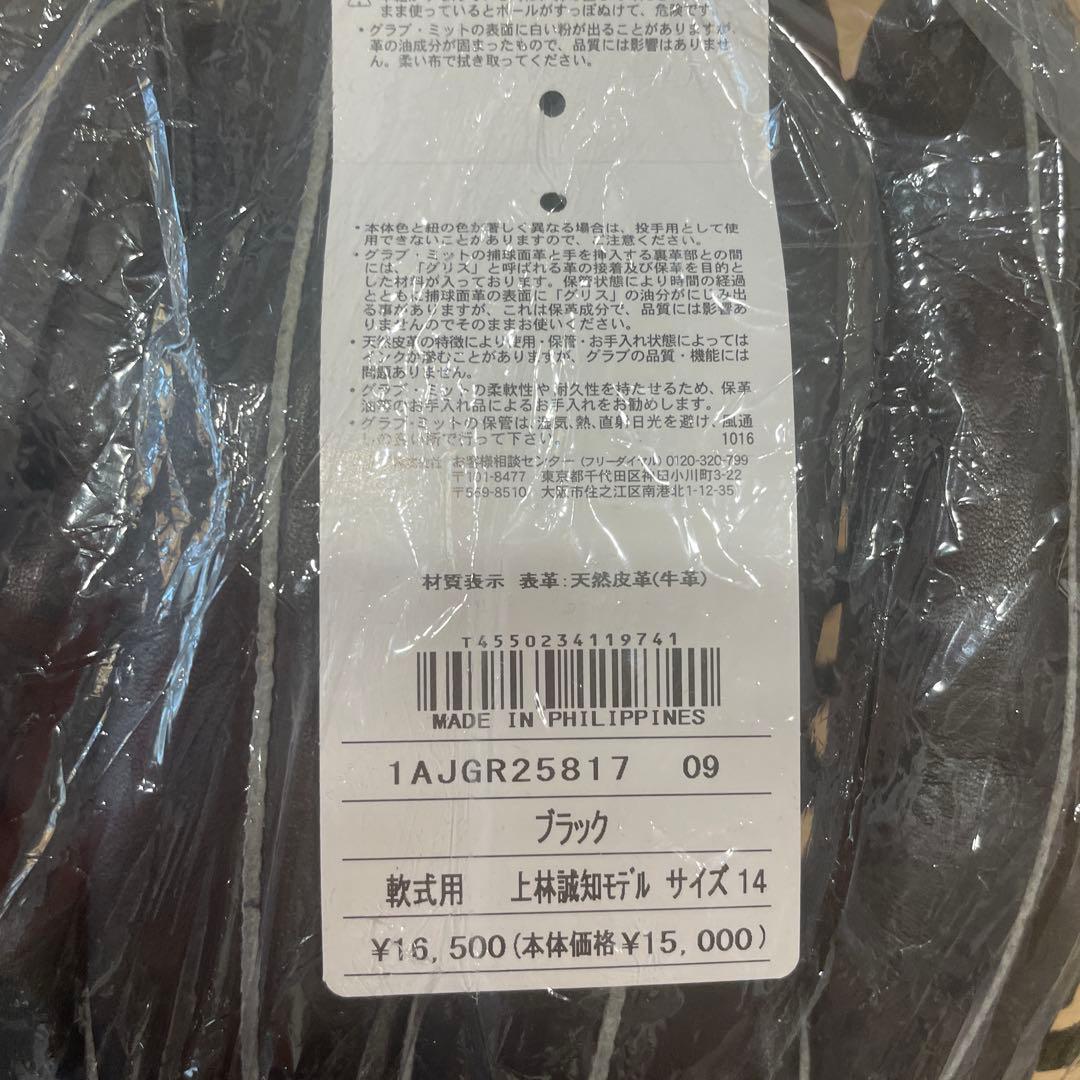 まま使っているとボールがすっぽぬけて、危険です。
・グラブ・ミットの表面に白い粉が出ることがありますが、
革の油成分が固まったもので、品質には影響はありませ
ん。柔い布で拭き取ってください。
・本体色と紐の色が著しく異なる場合は、投手用として使
用できないことがありますので、ご注意ください。
・グラブ・ミットの捕球面革と手を挿入する裏革部との間
には、「グリス」と呼ばれる革の接着及び保革を目的と
した材料が入っております。保管状態により時間の経過
とともに捕球面革の表面に「グリス」の油分がにじみ出
る事がありますが、これは保革成分で、品質には影響あ
りませんのでそのままお使いください。
・天然皮革の特徴により使用・保管・お手入れ状態によっては
インクが滲むことがありますが、グラブの品質・機能には
問題ありません。
・グラブ・ミットの柔軟性や耐久性を持たせるため、保革
油等のお手入れ品によるお手入れをお勧めします。
・グラブ・ミットの保管は、湿気、熱、直射日光を避け、風通
しの良い所で行って下さい。 1016
株式会社 お客様相談センター (フリーダイヤル) 0120-320-799
〒101-8477 東京都千代田区神田小川町3-22
〒569-8510 大阪市住之江区南港北1-12-35
材質表示 表革:天然皮革(牛革)
T4550234119741
MADE IN PHILIPPINES
1AJGR25817 09
ブラック
軟式用 上林誠知ﾓﾃﾞﾙ サイズ 14
¥16,500(本体価格¥15,000)